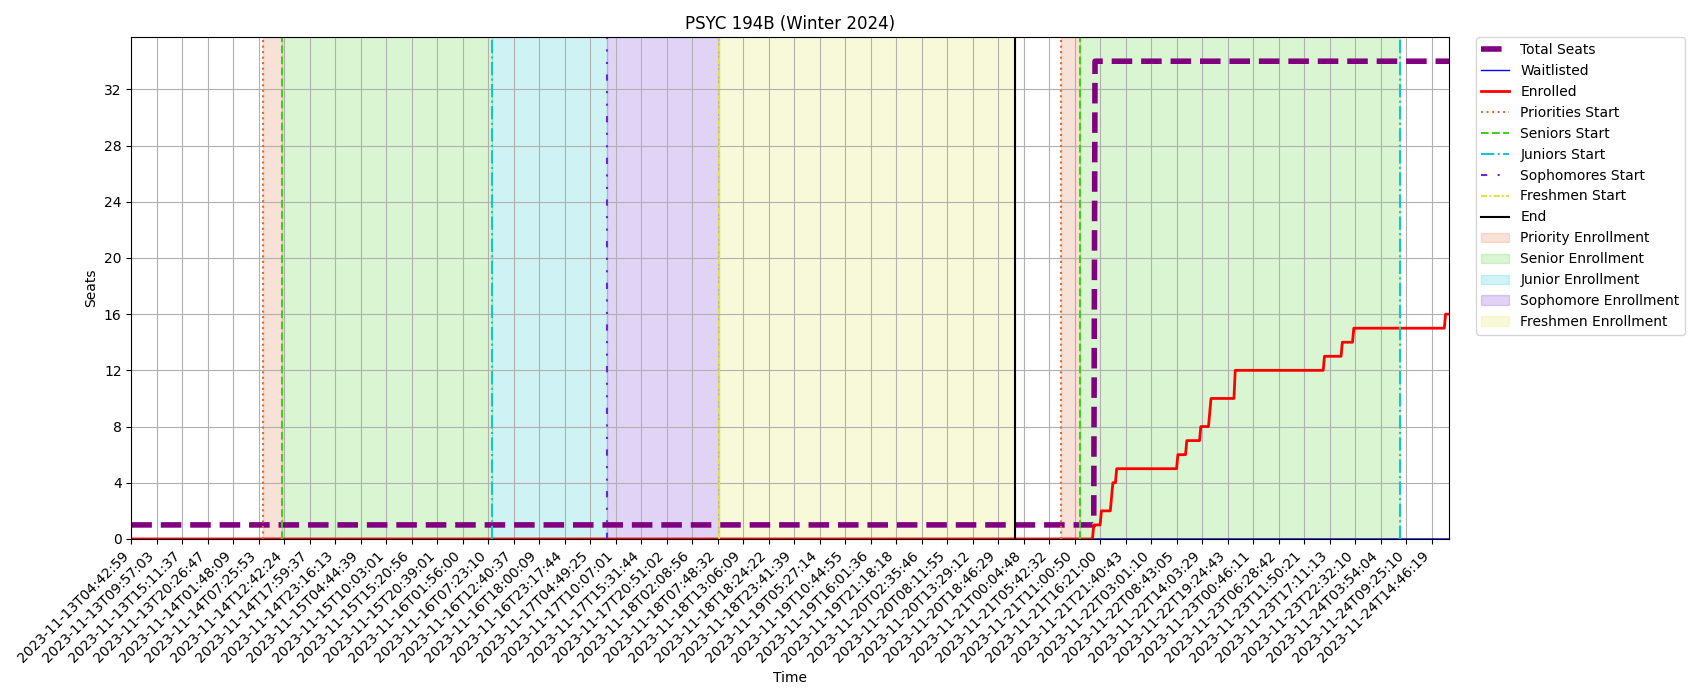 PSYC 194B (Winter 2024)
Seats
32
28
24
20
16
12
8
4
0
2023-11-13T04:42:59
2023-11-13T09:57:03
2023-11-13T15:11:37
2023-11-13T20:26:47
2023-11-14T01:48:09
2023-11-14T07:25:53
2023-11-14T12:42:24
2023-11-14T17:59:37
2023-11-14T23:16:13
2023-11-15T04:44:39
2023-11-15T10:03:01
2023-11-15T15:20:56
2023-11-15T20:39:01
2023-11-16T01:56:00
2023-11-16T07:23:10
2023-11-16T12:40:37
2023-11-16T18:00:09
2023-11-16T23:17:44
2023-11-17T04:49:25
2023-11-17T10:07:01
2023-11-17T15:31:44
2023-11-17T20:51:02
2023-11-18T02:08:56
2023-11-18T07:48:32
2023-11-18T13:06:09
2023-11-18T18:24:22
2023-11-18T23:41:39
2023-11-19T05:27:14
2023-11-19T10:44:55
2023-11-19T16:01:36
2023-11-19T21:18:18
2023-11-20T02:35:46
2023-11-20T08:11:55
2023-11-20T13:29:12
2023-11-20T18:46:29
2023-11-21T00:04:48
2023-11-21T05:42:32
2023-11-21T11:00:50
2023-11-21T16:21:00
2023-11-21T21:40:43
2023-11-22T03:01:10
2023-11-22T08:43:05
2023-11-22T14:03:29
2023-11-22T19:24:43
2023-11-23T00:46:11
2023-11-23T06:28:42
2023-11-23T11:50:21
2023-11-23T17:11:13
2023-11-23T22:32:10
2023-11-24T03:54:04
2023-11-24T09:25:10
2023-11-24T14:46:19
Time
Total Seats
Waitlisted
Enrolled
Priorities Start
Seniors Start
Juniors Start
Sophomores Start
Freshmen Start
End
Priority Enrollment
Senior Enrollment
Junior Enrollment
Sophomore Enrollment
Freshmen Enrollment